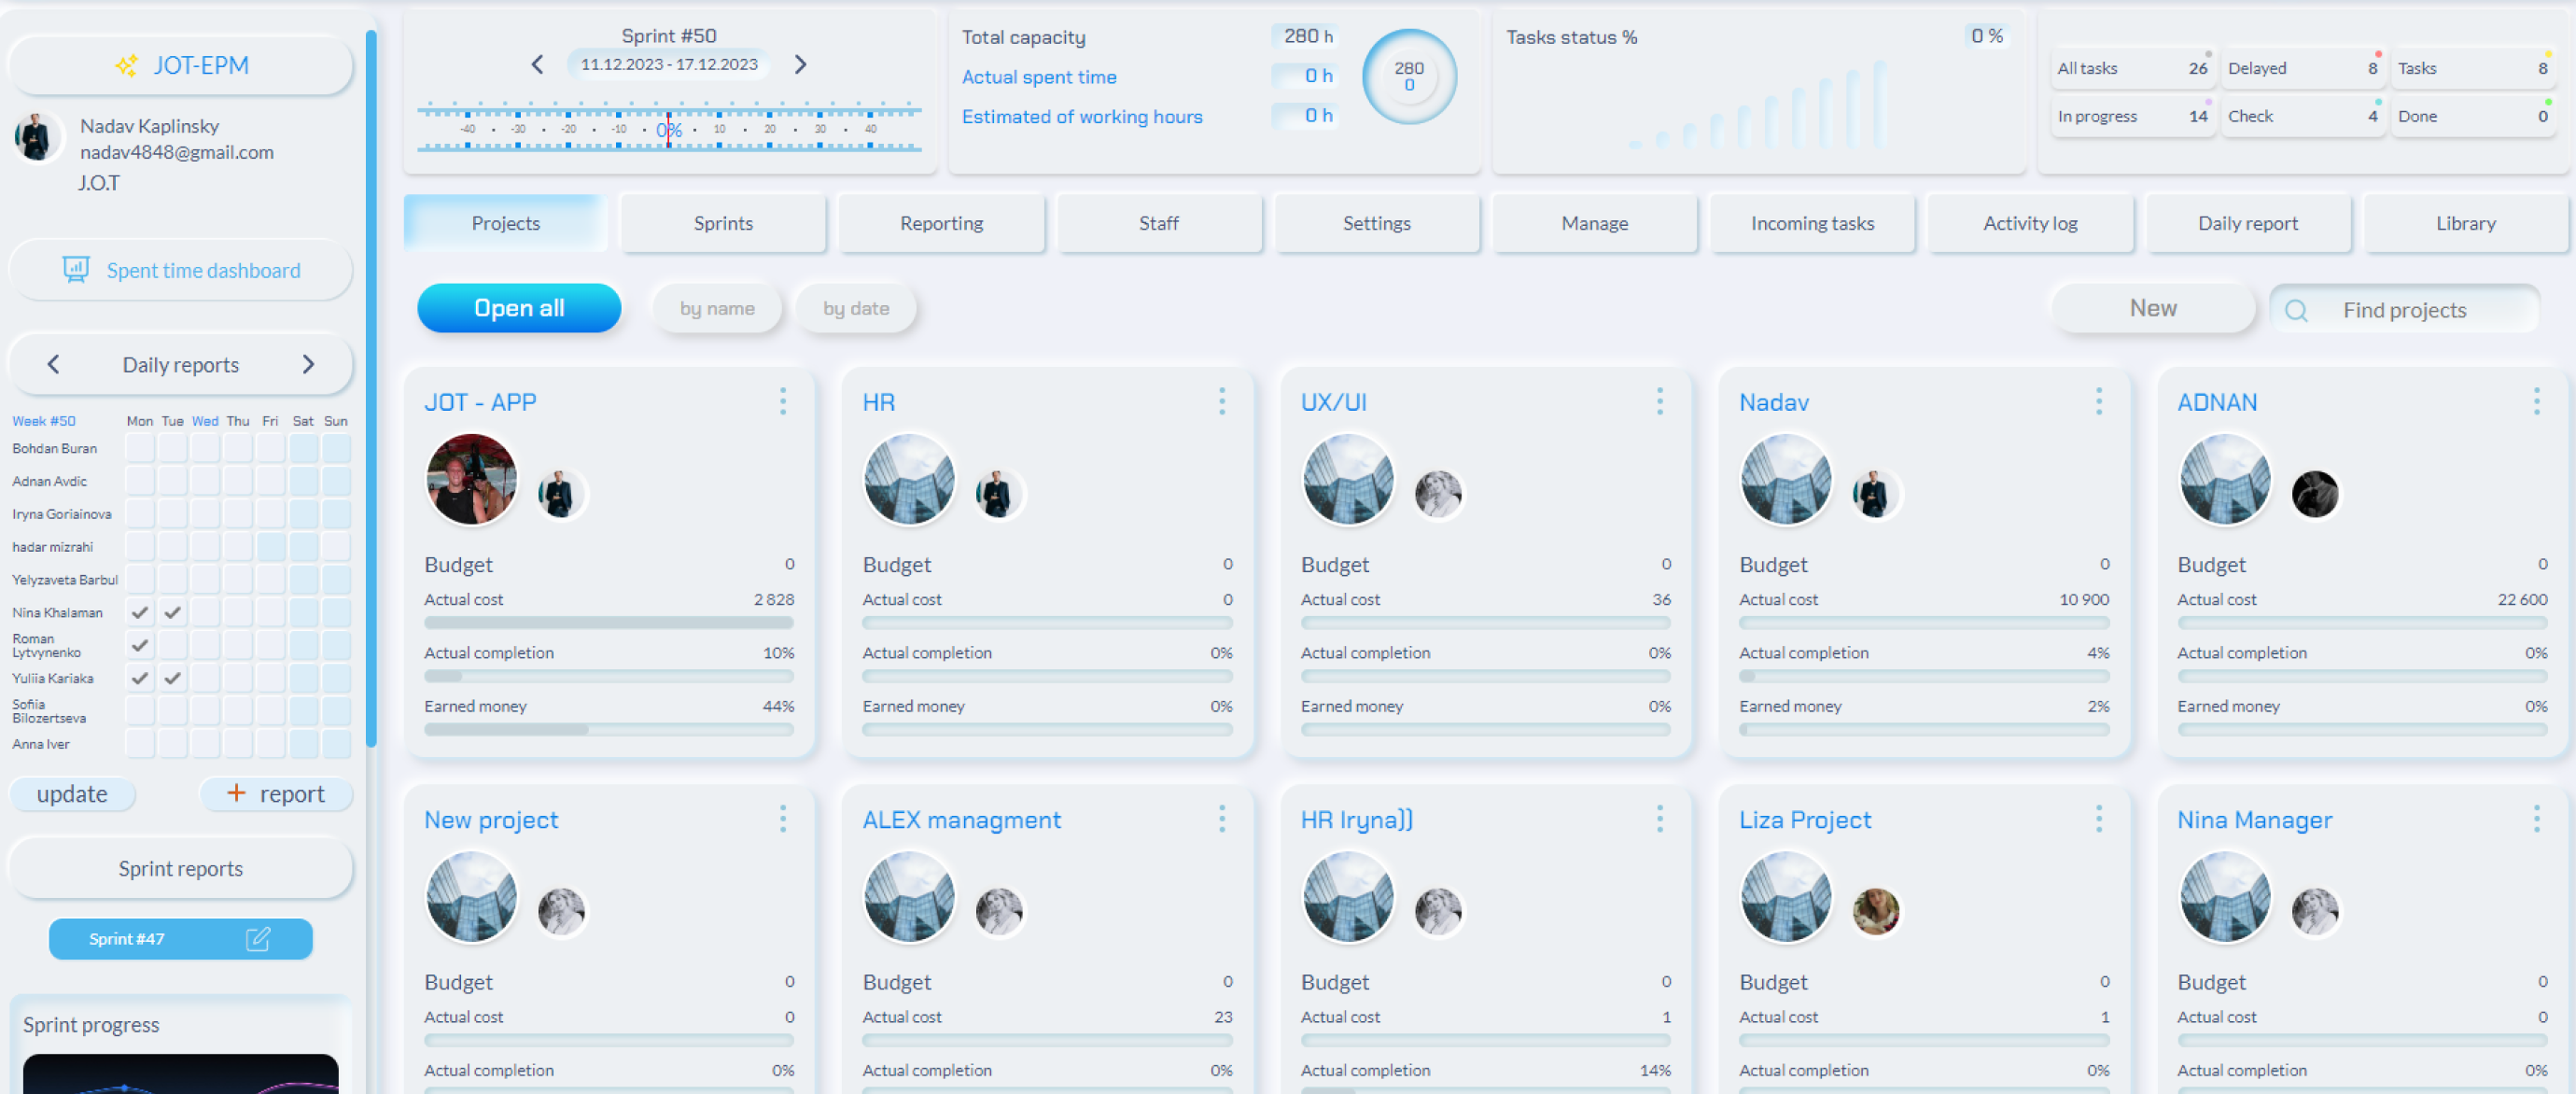 JOT-EPM
Nadav Kaplinsky
nadav4848@gmail.com
J.O.T
Spent time dashboard
Daily reports
Week #50 Mon Tue Wed Thu Fri Sat Sun
Bohdan Buran
Adnan Avdic
Iryna Goriainova
hadar mizrahi
Yelyzaveta Barbul
Nina Khalaman
Roman
Lytvynenko
Yuliia Kariaka
Sofiia
Bilozertseva
Anna Iver
update + report
Sprint reports
Sprint #47
Sprint progress
Sprint #50
11.12.2023 - 17.12.2023
-40 -30 -20 -10 0% 10 20 30 40
Total capacity 280 h
Actual spent time 0 h
Estimated of working hours 0 h
280
0
Tasks status % 0 %
All tasks 26 Delayed 8 Tasks 8
In progress 14 Check 4 Done 0
Projects Sprints Reporting Staff Settings Manage Incoming tasks Activity log Daily report Library
Open all by name by date New Find projects
JOT - APP
Budget 0
Actual cost 2 828
Actual completion 10%
Earned money 44%
HR
Budget 0
Actual cost 0
Actual completion 0%
Earned money 0%
UX/UI
Budget 0
Actual cost 36
Actual completion 0%
Earned money 0%
Nadav
Budget 0
Actual cost 10 900
Actual completion 4%
Earned money 2%
ADNAN
Budget 0
Actual cost 22 600
Actual completion 0%
Earned money 0%
New project
Budget 0
Actual cost 0
Actual completion 0%
ALEX managment
Budget 0
Actual cost 23
Actual completion 0%
HR Iryna))
Budget 0
Actual cost 1
Actual completion 14%
Liza Project
Budget 0
Actual cost 1
Actual completion 0%
Nina Manager
Budget 0
Actual cost 0
Actual completion 0%